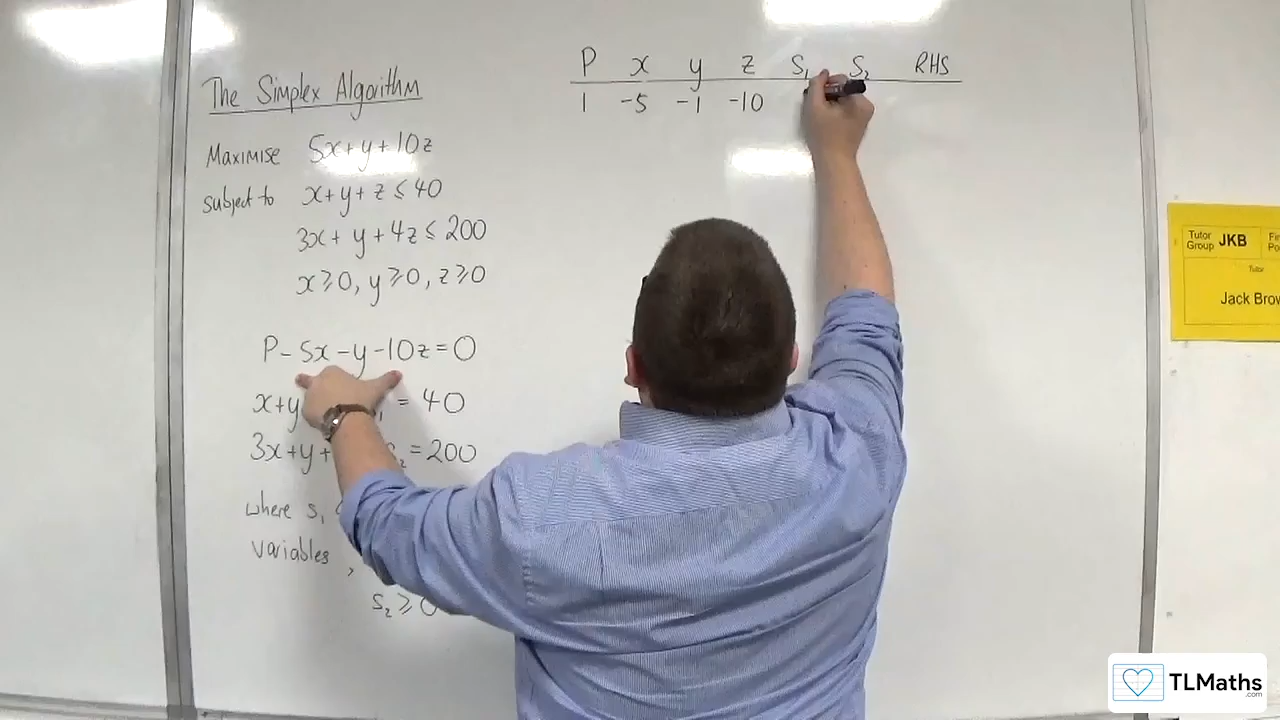 The Simplex Algorithm
Maximise 5x+y+10z
subject to x+y+z≤40
3x+y+4z≤200
x≥0, y≥0, z≥0
P-5x-y-10z=0
x+y = 40
3x+y+ =200
where s₁
variables,
s₂≥0
P x y z S₁ S₂ RHS
1 -5 -1 -10
Tutor Group JKB
Tutor
Jack
TLMaths
.com